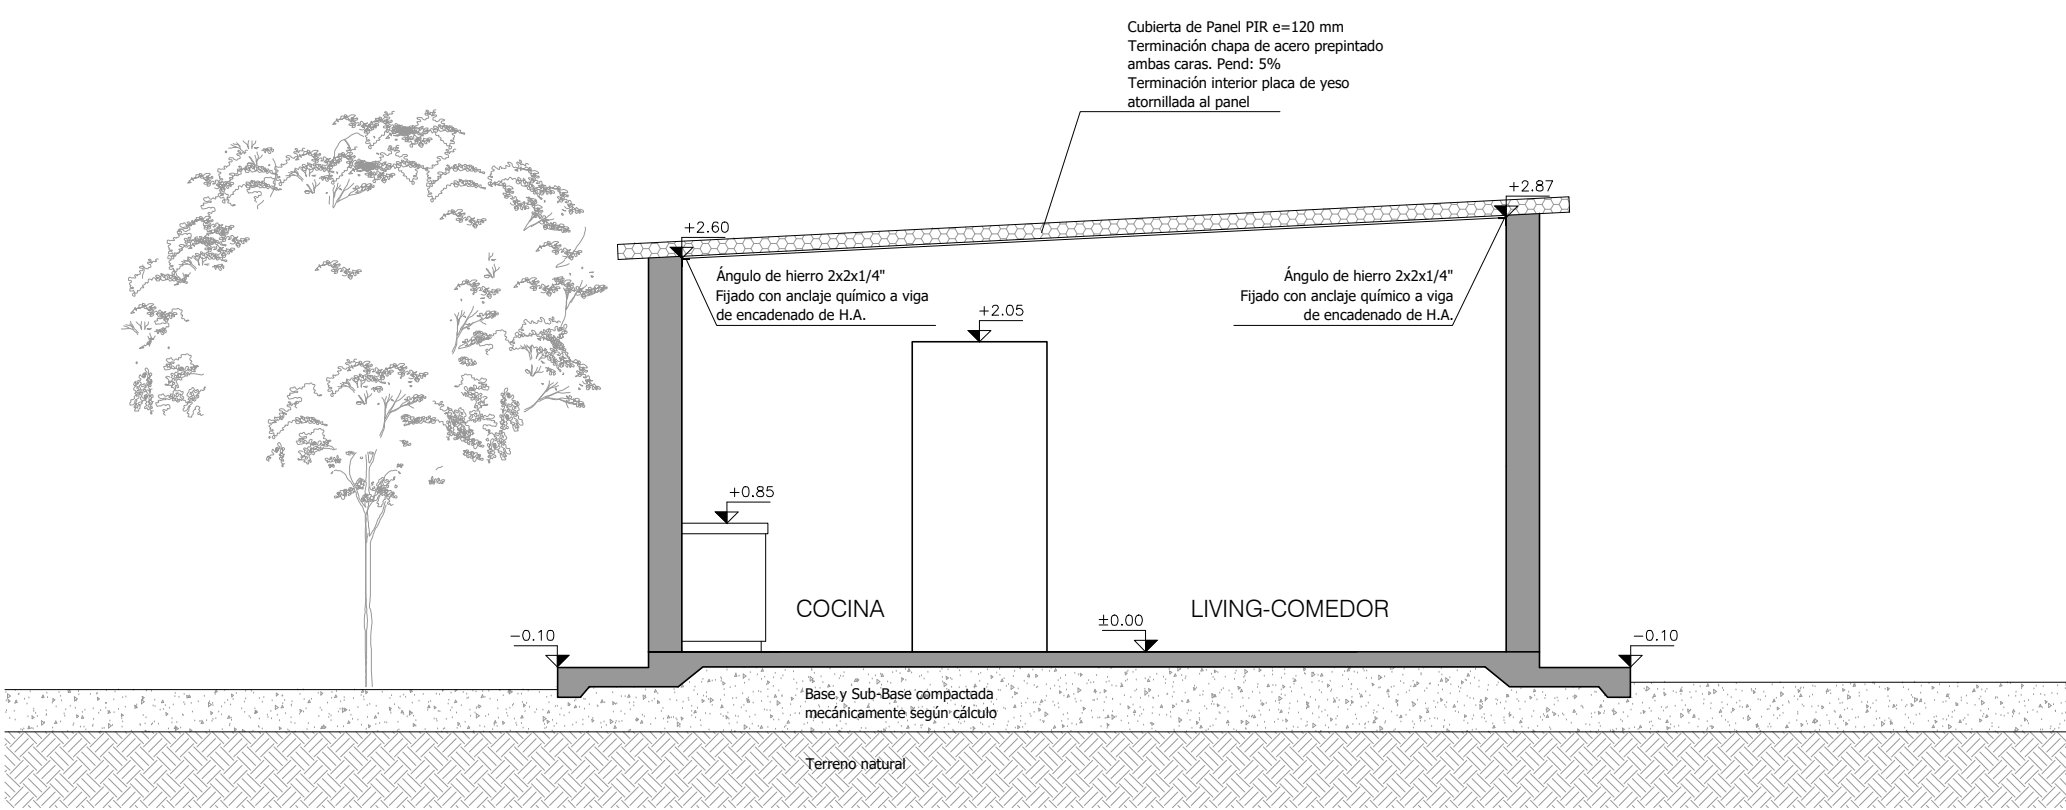 Cubierta de Panel PIR e=120 mm
Terminación chapa de acero prepintado
ambas caras. Pend: 5%
Terminación interior placa de yeso
atornillada al panel
+2.87
+2.60
Ángulo de hierro 2x2x1/4"
Fijado con anclaje químico a viga
de encadenado de H.A.
Ángulo de hierro 2x2x1/4"
Fijado con anclaje químico a viga
de encadenado de H.A.
+2.05
+0.85
COCINA
LIVING-COMEDOR
±0.00
−0.10
−0.10
Base y Sub-Base compactada
mecánicamente según cálculo
Terreno natural